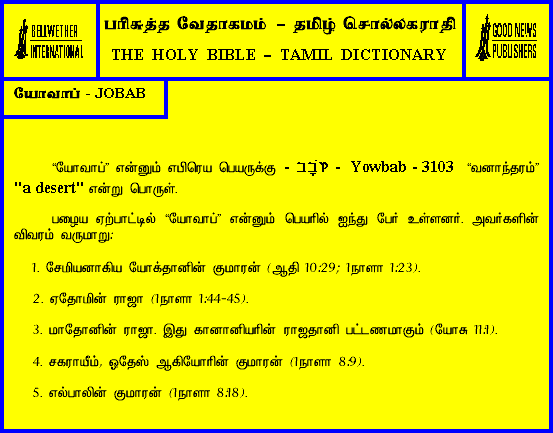 BELLWETHER
INTERNATIONAL
பரிசுத்த வேதாகமம் – தமிழ் சொல்லகராதி
THE HOLY BIBLE – TAMIL DICTIONARY
GOOD NEWS
PUBLISHERS
யோவாப் - JOBAB
“யோவாப்” என்னும் எபிரெய பெயருக்கு - יוֹבָב - Yowbab - 3103 “வனாந்தரம்”
"a desert" என்று பொருள்.
பழைய ஏற்பாட்டில் “யோவாப்” என்னும் பெயரில் ஐந்து பேர் உள்ளனர். அவர்களின்
விவரம் வருமாறு:
1. சேமியனாகிய யோக்தானின் குமாரன் (ஆதி 10:29; 1நாளா 1:23).
2. ஏதோமின் ராஜா (1நாளா 1:44-45).
3. மாதோனின் ராஜா. இது கானானியரின் ராஜதானி பட்டணமாகும் (யோசு 11:1).
4. சகராயீம், ஓதேஸ் ஆகியோரின் குமாரன் (1நாளா 8:9).
5. எல்பாலின் குமாரன் (1நாளா 8:18).